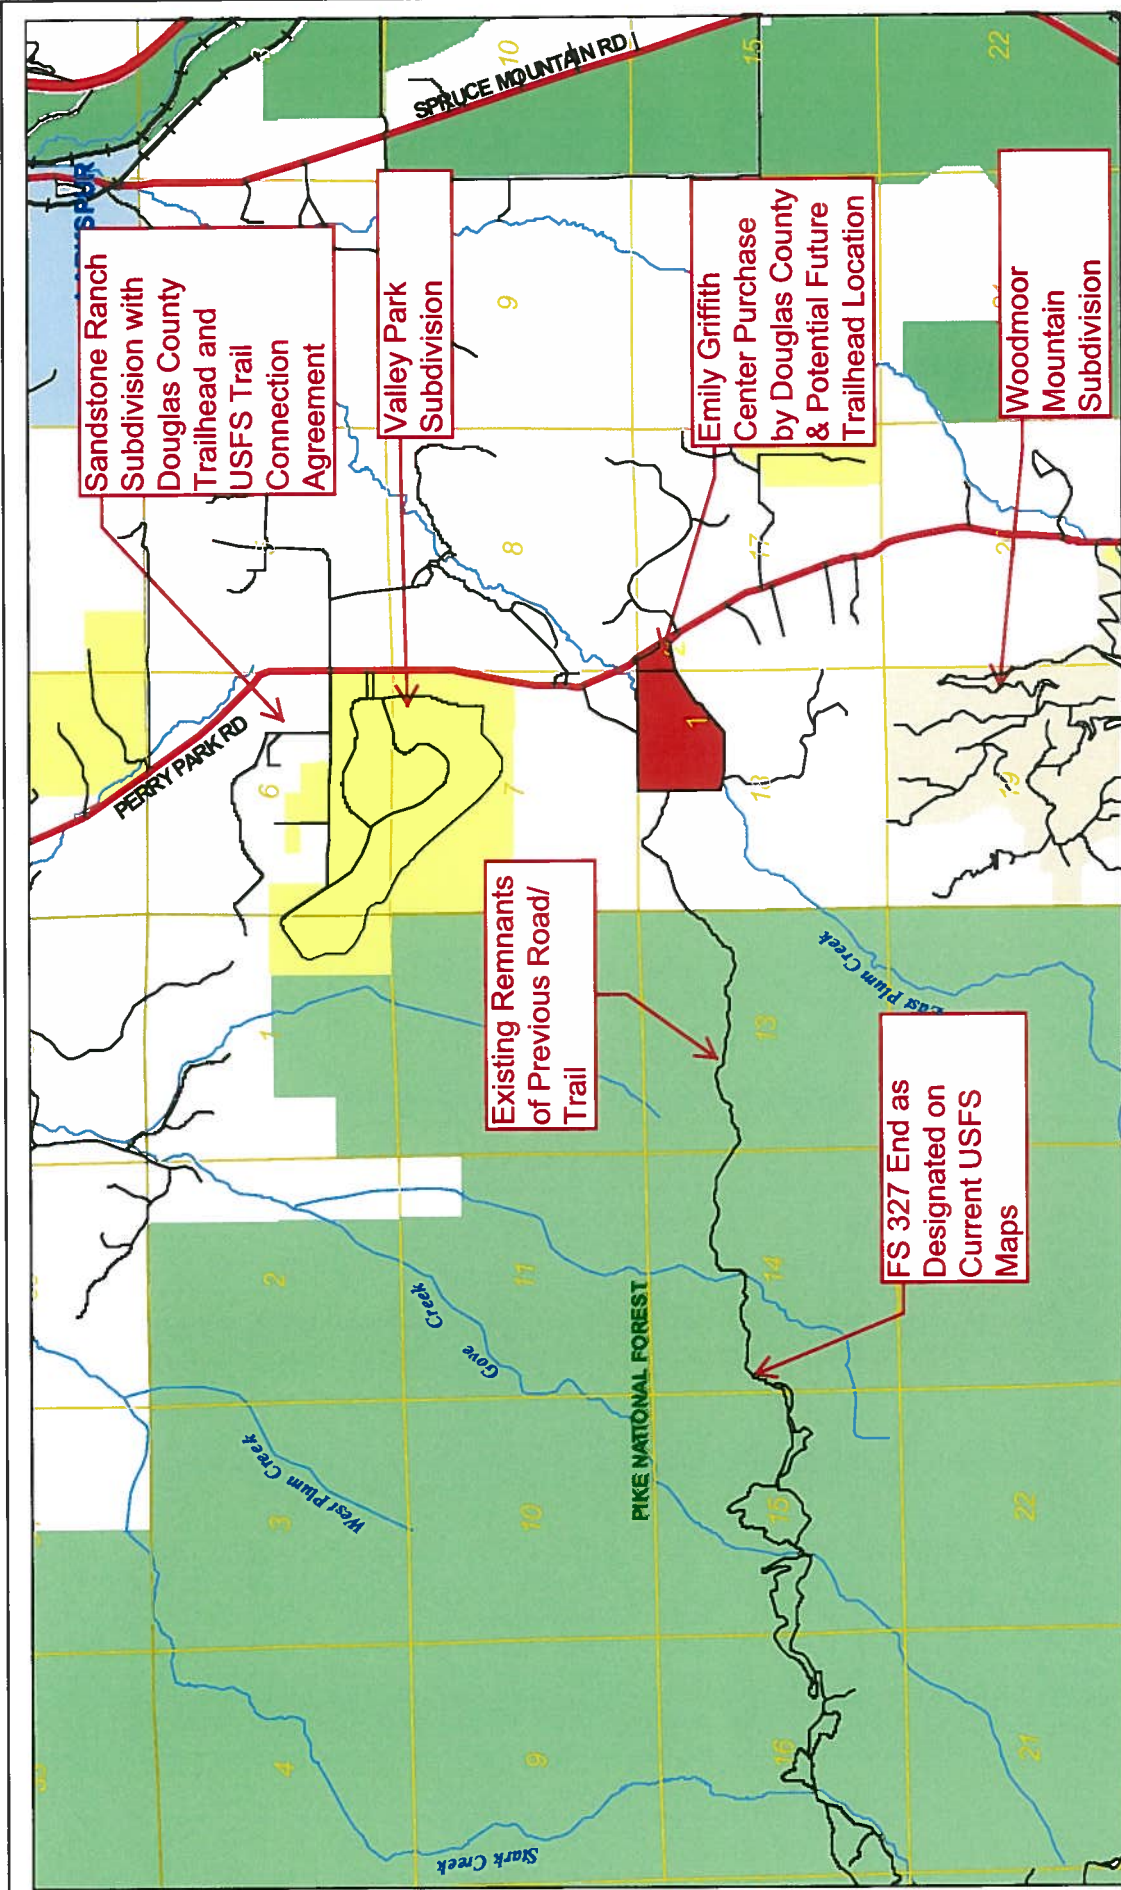 SPUR
10
SPRUCE MOUNTAIN RD
15
22
Sandstone Ranch
Subdivision with
Douglas County
Trailhead and
USFS Trail
Connection
Agreement
Valley Park
Subdivision
9
Emily Griffith
Center Purchase
by Douglas County
& Potential Future
Trailhead Location
Woodmoor
Mountain
Subdivision
8
17
PERRY PARK RD
6
7
1
18
19
Existing Remnants
of Previous Road/
Trail
East Plum Creek
1
13
FS 327 End as
Designated on
Current USFS
Maps
2
11
14
Gove Creek
PIKE NATIONAL FOREST
West Plum Creek
3
10
15
22
4
9
16
21
Stark Creek